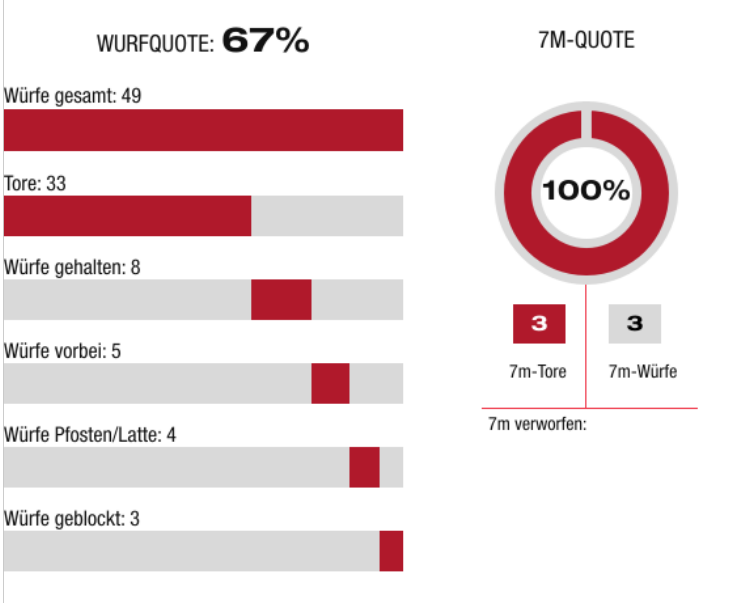 WURFQUOTE: 67%
Würfe gesamt: 49
Tore: 33
Würfe gehalten: 8
Würfe vorbei: 5
Würfe Pfosten/Latte: 4
Würfe geblockt: 3
7M-QUOTE
100%
3 3
7m-Tore 7m-Würfe
7m verworfen: